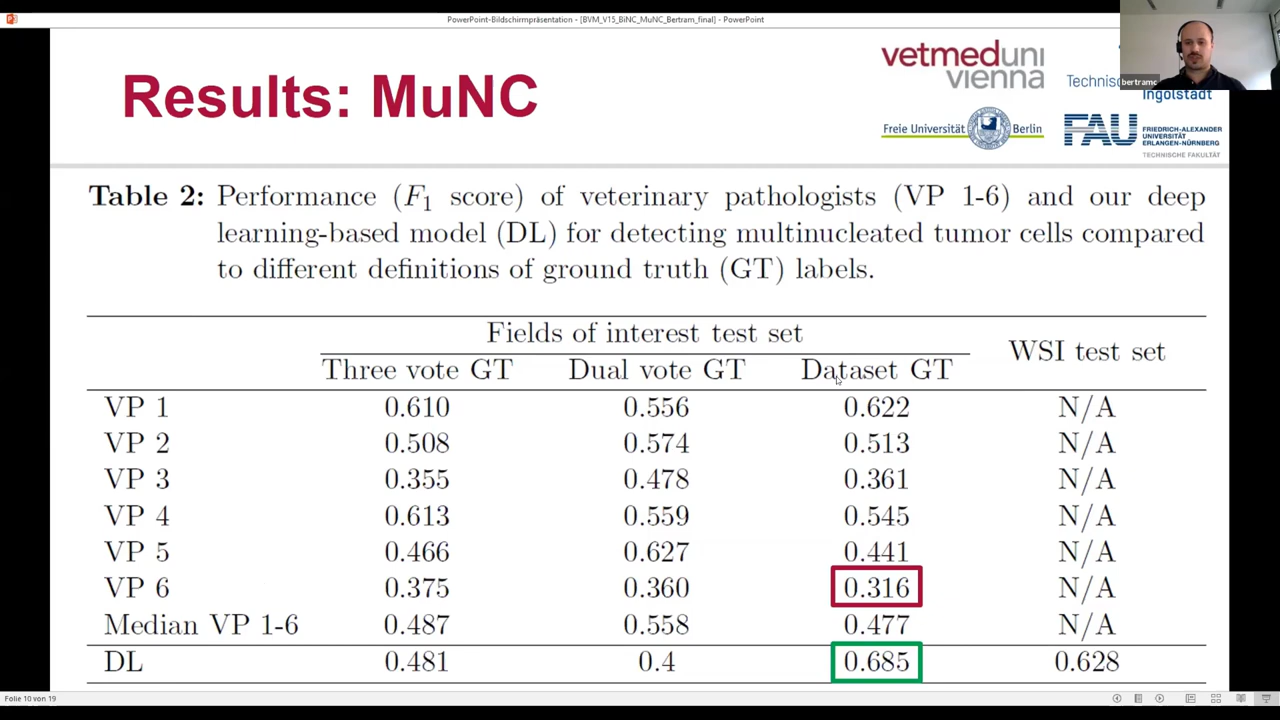 PowerPoint-Bildschirmpräsentation - [BVM_V15_BiNC_MuNC_Bertram_final] - PowerPoint
Results: MuNC
vetmeduni
vienna
Technisc
Ingolstadt
bertramc
Freie Universität Berlin
FAU
FRIEDRICH-ALEXANDER
UNIVERSITÄT
ERLANGEN-NÜRNBERG
TECHNISCHE FAKULTÄT
Table 2: Performance (F1 score) of veterinary pathologists (VP 1-6) and our deep
learning-based model (DL) for detecting multinucleated tumor cells compared
to different definitions of ground truth (GT) labels.
Fields of interest test set
WSI test set
Three vote GT Dual vote GT Dataset GT
VP 1 0.610 0.556 0.622 N/A
VP 2 0.508 0.574 0.513 N/A
VP 3 0.355 0.478 0.361 N/A
VP 4 0.613 0.559 0.545 N/A
VP 5 0.466 0.627 0.441 N/A
VP 6 0.375 0.360 0.316 N/A
Median VP 1-6 0.487 0.558 0.477 N/A
DL 0.481 0.4 0.685 0.628
Folie 10 von 19